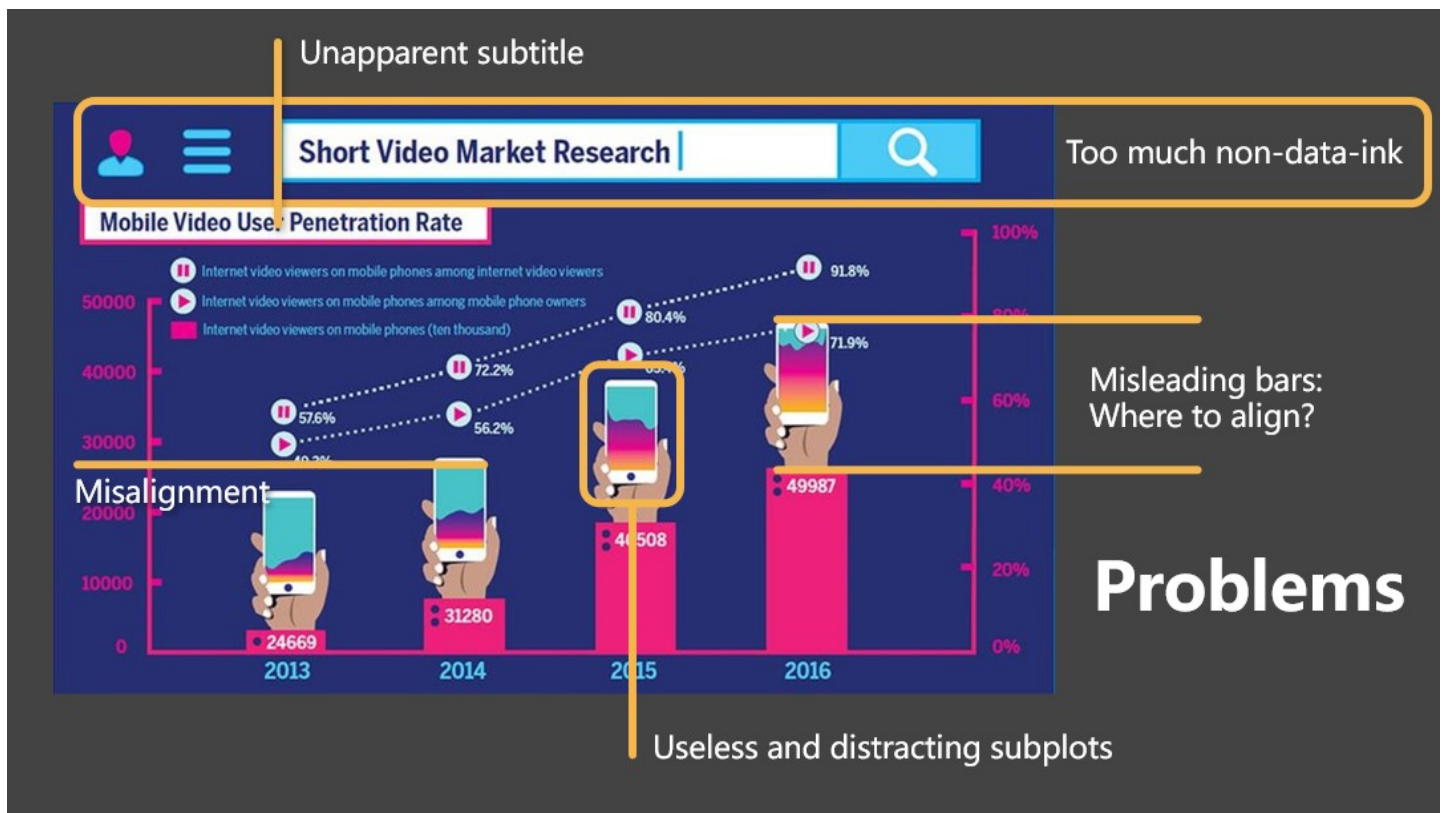 Unapparent subtitle
Short Video Market Research
Too much non-data-ink
Mobile Video User Penetration Rate
100%
Internet video viewers on mobile phones among internet video viewers
91.8%
50000
Internet video viewers on mobile phones among mobile phone owners
80.4%
80%
Internet video viewers on mobile phones (ten thousand)
71.9%
40000
72.2%
Misleading bars:
Where to align?
57.6%
56.2%
60%
30000
Misalignment
49987
40%
20000
46508
10000
31280
20%
Problems
0
24669
0%
2013
2014
2015
2016
Useless and distracting subplots